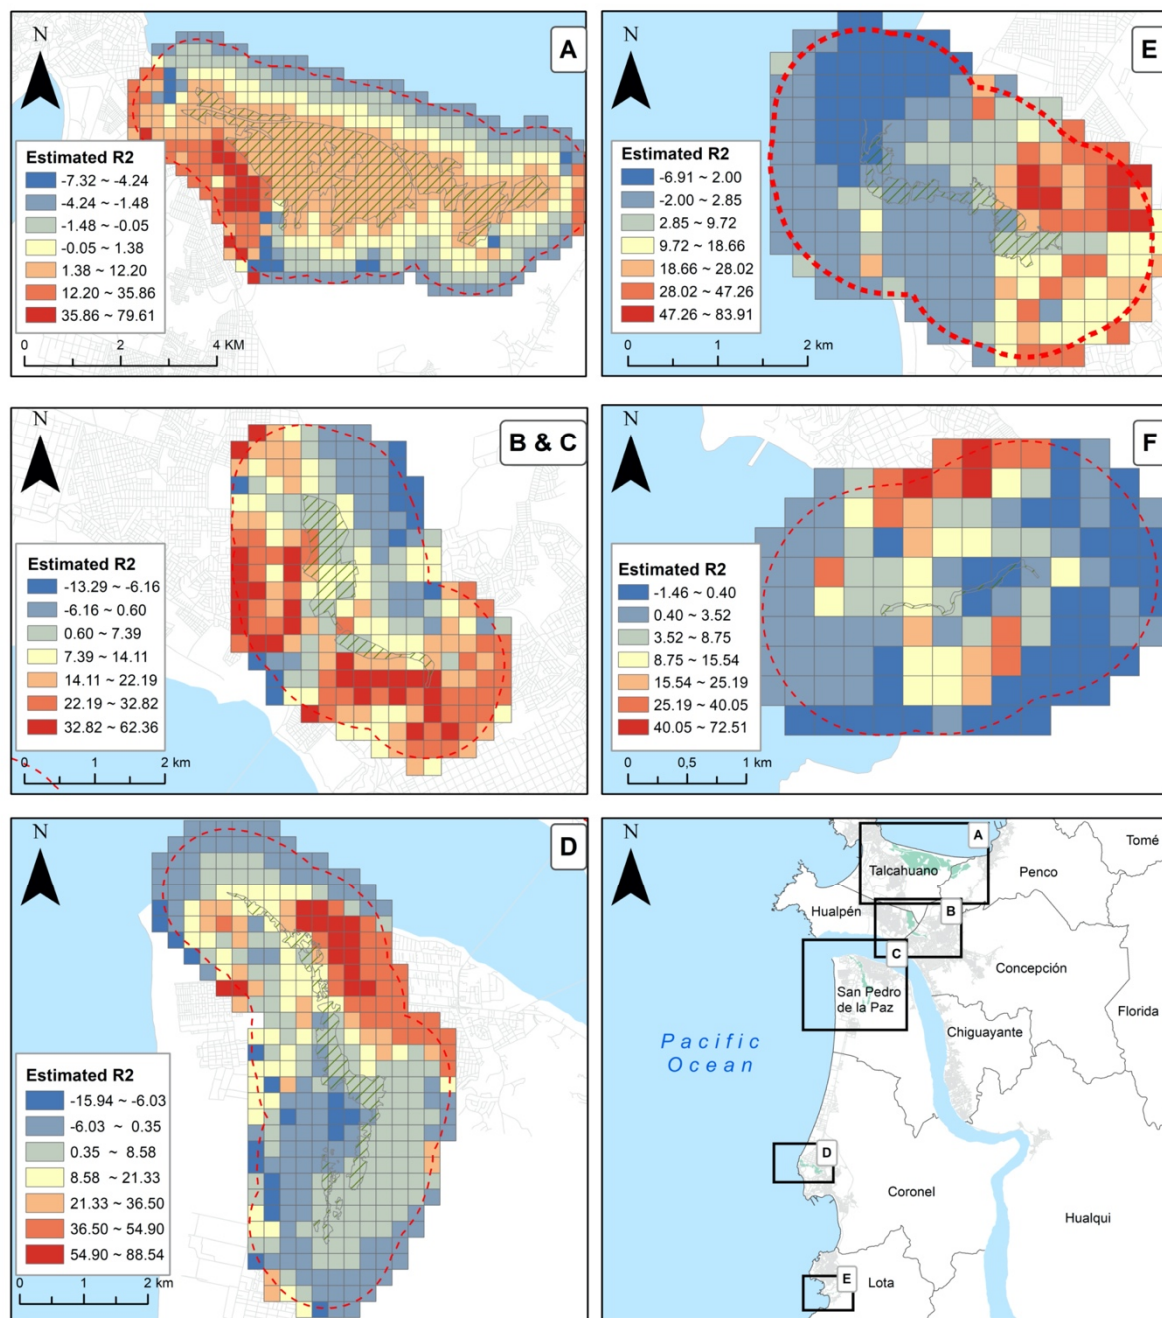 N
A
Estimated R2
-7.32 ~ -4.24
-4.24 ~ -1.48
-1.48 ~ -0.05
-0.05 ~ 1.38
1.38 ~ 12.20
12.20 ~ 35.86
35.86 ~ 79.61
0 2 4 KM
N
E
Estimated R2
-6.91 ~ 2.00
-2.00 ~ 2.85
2.85 ~ 9.72
9.72 ~ 18.66
18.66 ~ 28.02
28.02 ~ 47.26
47.26 ~ 83.91
0 1 2 km
N
B & C
Estimated R2
-13.29 ~ -6.16
-6.16 ~ 0.60
0.60 ~ 7.39
7.39 ~ 14.11
14.11 ~ 22.19
22.19 ~ 32.82
32.82 ~ 62.36
0 1 2 km
N
F
Estimated R2
-1.46 ~ 0.40
0.40 ~ 3.52
3.52 ~ 8.75
8.75 ~ 15.54
15.54 ~ 25.19
25.19 ~ 40.05
40.05 ~ 72.51
0 0,5 1 km
N
D
Estimated R2
-15.94 ~ -6.03
-6.03 ~ 0.35
0.35 ~ 8.58
8.58 ~ 21.33
21.33 ~ 36.50
36.50 ~ 54.90
54.90 ~ 88.54
0 1 2 km
N
A
Tomé
Talcahuano
Penco
Hualpén
B
C
Concepción
San Pedro
de la Paz
Florida
Chiguayante
Pacific
Ocean
D
Coronel
Hualqui
E
Lota